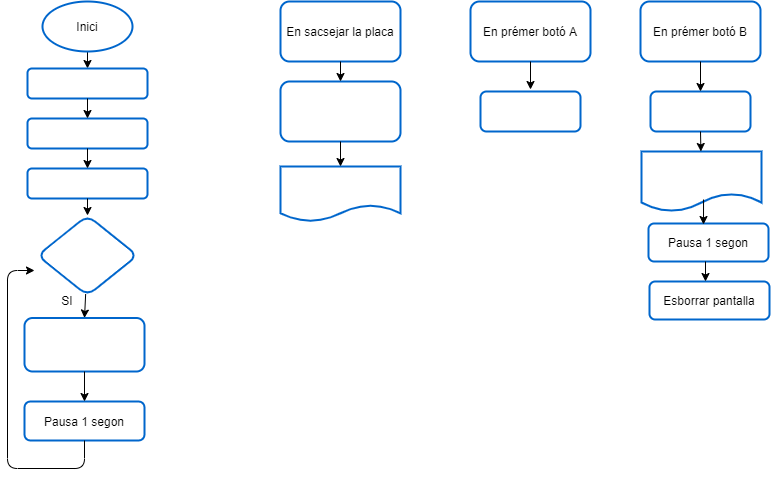 Inici
SI
Pausa 1 segon
En sacsejar la placa
En prémer botó A
En prémer botó B
Pausa 1 segon
Esborrar pantalla